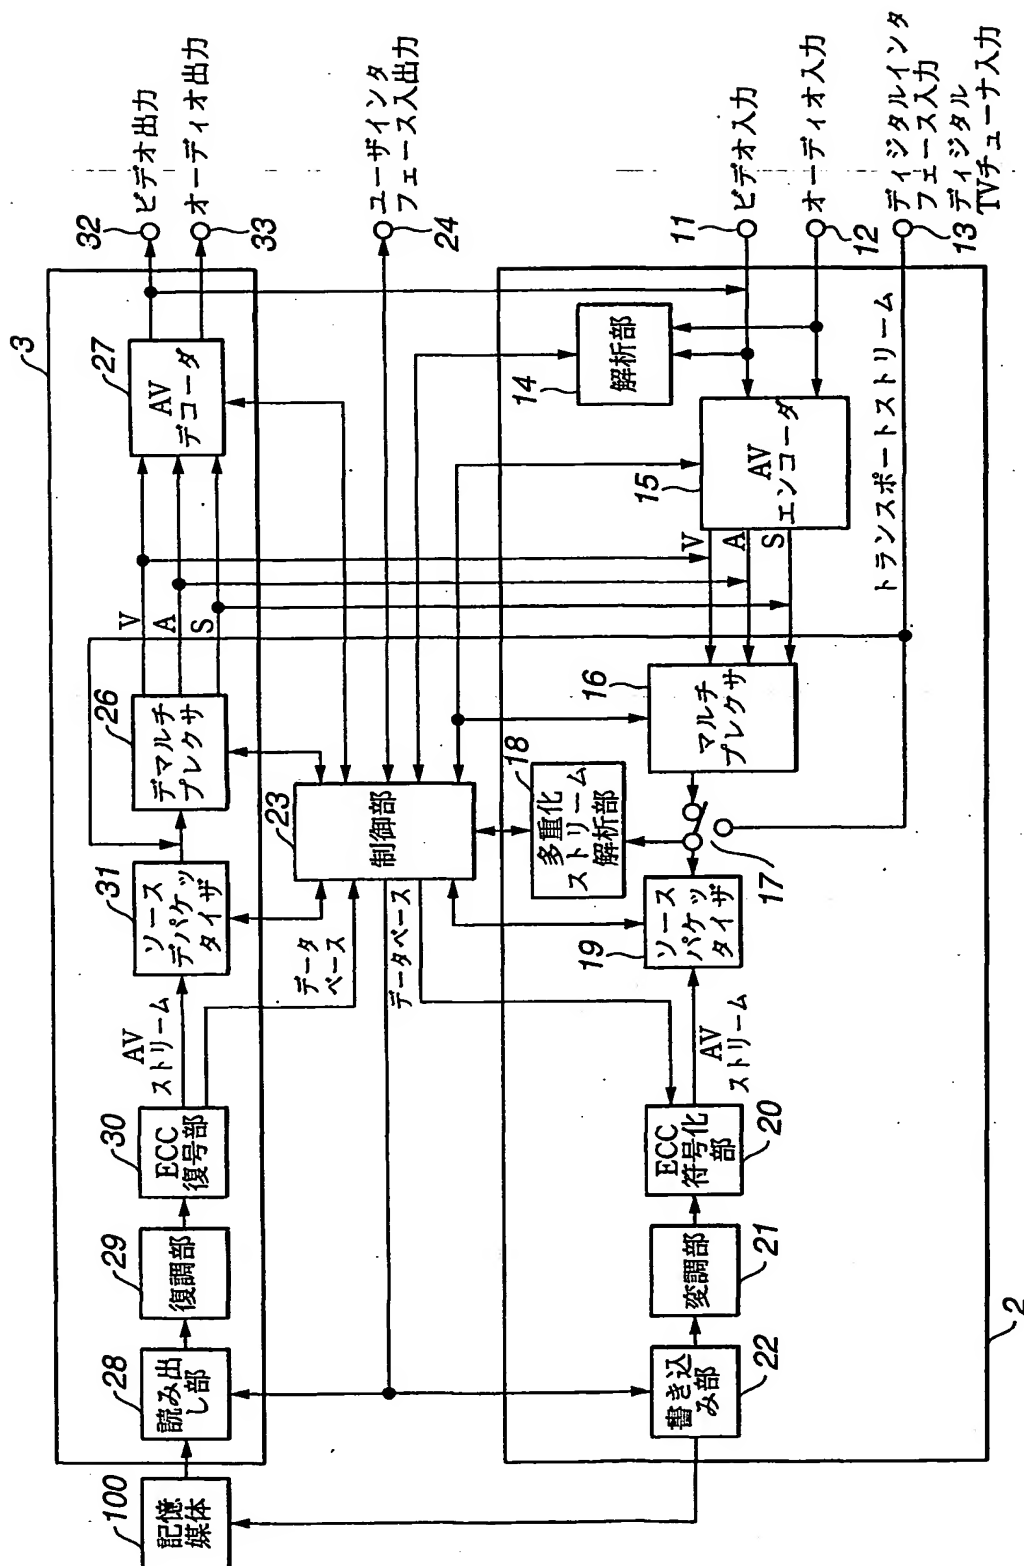 3
100
記憶
媒体
28
読み出
し部
29
復調部
30
ECC
復号部
AV
ストリーム
31
ソース
デパケッ
タイザ
26
デマルチ
プレクサ
V
A
S
27
AV
デコーダ
32
ビデオ出力
オーディオ出力
33
データ
ベース
データベース
23
制御部
ユーザインタ
フェース入出力
24
2
22
書き込
み部
21
変調部
20
ECC
符号化
部
AV
ストリーム
19
ソース
パケッ
タイザ
18
多重化
ストリーム
解析部
17
16
マルチ
プレクサ
V
A
S
15
AV
エンコーダ
14
解析部
トランスポートストリーム
11
ビデオ入力
オーディオ入力
12
ディジタルインタ
フェース入力
13
ディジタル
TVチューナ入力